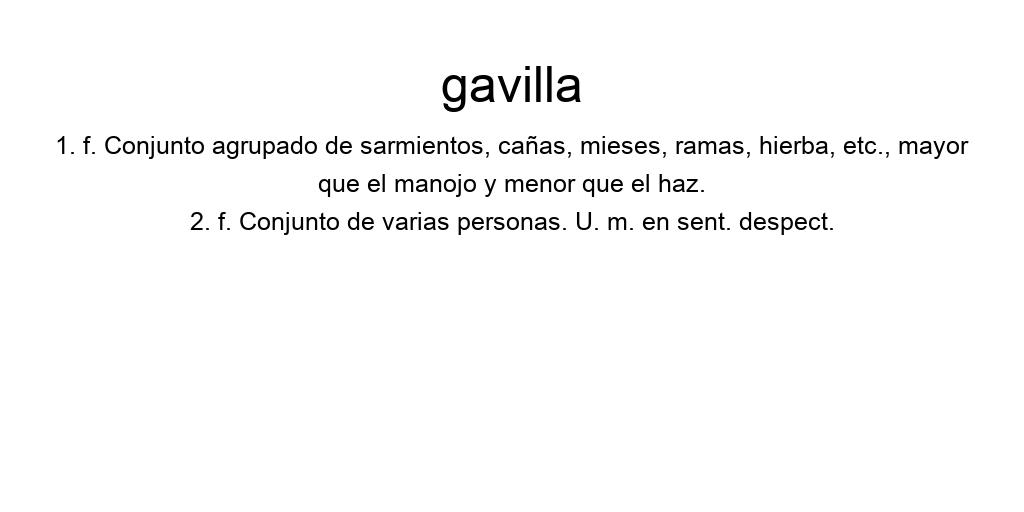 gavilla
1. f. Conjunto agrupado de sarmientos, cañas, mieses, ramas, hierba, etc., mayor
que el manojo y menor que el haz.
2. f. Conjunto de varias personas. U. m. en sent. despect.